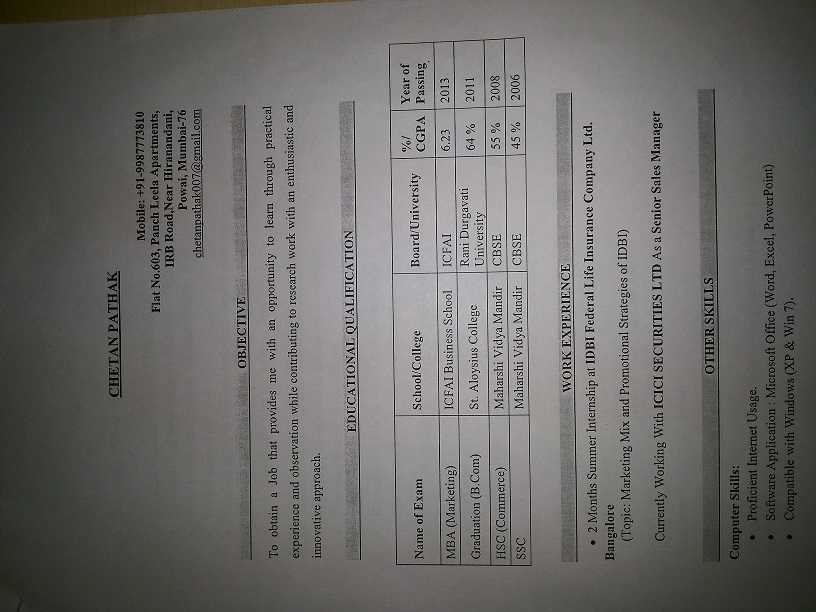 CHETAN PATHAK
Mobile: +91-9987773810
Flat No.603, Panch Leela Apartments,
IRB Road,Near Hiranandani,
Powai, Mumbai-76
chetanpathak007@gmail.com
OBJECTIVE
To obtain a Job that provides me with an opportunity to learn through practical
experience and observation while contributing to research work with an enthusiastic and
innovative approach.
EDUCATIONAL QUALIFICATION
Name of Exam School/College Board/University %/ CGPA Year of Passing
MBA (Marketing) ICFAI Business School ICFAI 6.23 2013
Graduation (B.Com) St. Aloysius College Rani Durgavati University 64 % 2011
HSC (Commerce) Maharshi Vidya Mandir CBSE 55 % 2008
SSC Maharshi Vidya Mandir CBSE 45 % 2006
WORK EXPERIENCE
• 2 Months Summer Internship at IDBI Federal Life Insurance Company Ltd.
Bangalore
(Topic: Marketing Mix and Promotional Strategies of IDBI)
Currently Working With ICICI SECURITIES LTD As a Senior Sales Manager
OTHER SKILLS
Computer Skills:
• Proficient Internet Usage.
• Software Application : Microsoft Office (Word, Excel, PowerPoint)
• Compatible with Windows (XP & Win 7).